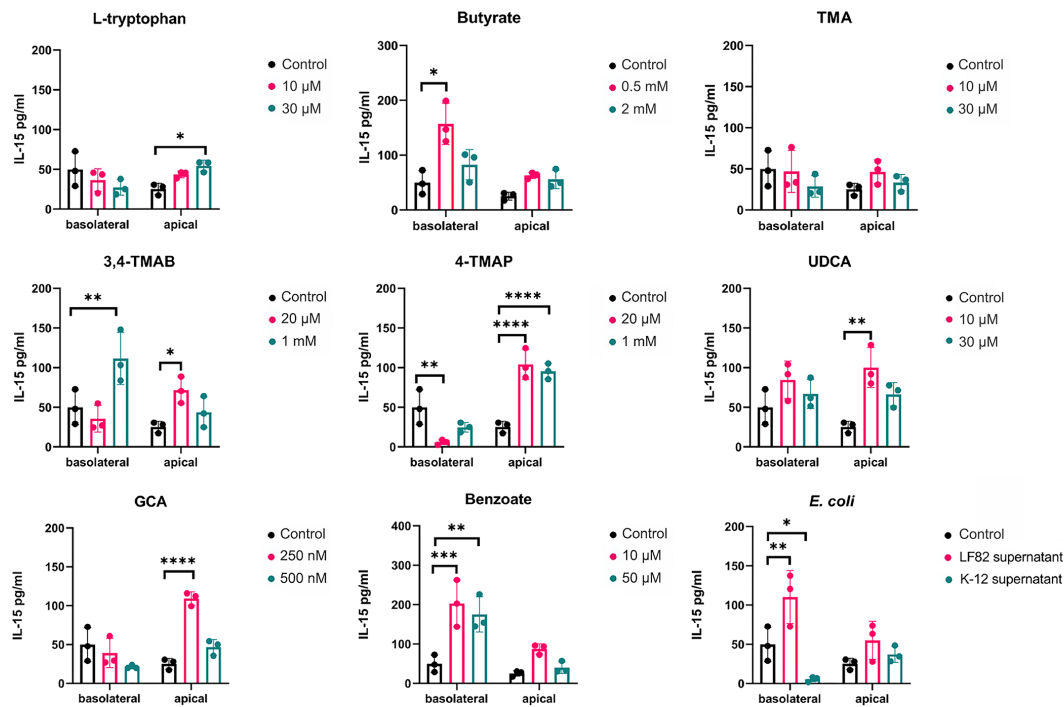 L-tryptophan
200
150
100
50
0
IL-15 pg/ml
*
basolateral
apical
Control
10 µM
30 µM
Butyrate
300
200
100
0
IL-15 pg/ml
*
basolateral
apical
Control
0.5 mM
2 mM
TMA
200
150
100
50
0
IL-15 pg/ml
basolateral
apical
Control
10 µM
30 µM
3,4-TMAB
200
150
100
50
0
IL-15 pg/ml
**
*
basolateral
apical
Control
20 µM
1 mM
4-TMAP
200
150
100
50
0
IL-15 pg/ml
**
****
****
basolateral
apical
Control
20 µM
1 mM
UDCA
200
150
100
50
0
IL-15 pg/ml
**
basolateral
apical
Control
10 µM
30 µM
GCA
200
150
100
50
0
IL-15 pg/ml
****
basolateral
apical
Control
250 nM
500 nM
Benzoate
400
300
200
100
0
IL-15 pg/ml
**
***
basolateral
apical
Control
10 µM
50 µM
E. coli
200
150
100
50
0
IL-15 pg/ml
*
**
basolateral
apical
Control
LF82 supernatant
K-12 supernatant